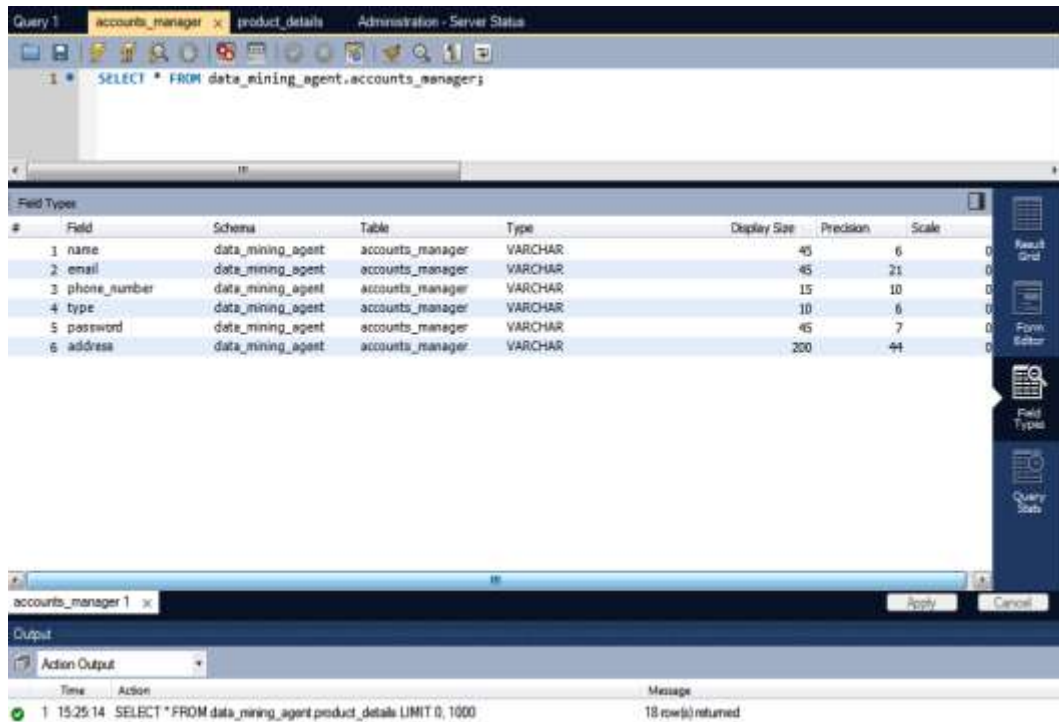 Query 1 accounts_manager × product_details Administration - Server Status
1 SELECT * FROM data_mining_agent.accounts_manager;
Field Types
# Field Schema Table Type Display Size Precision Scale
1 name data_mining_agent accounts_manager VARCHAR 45 6 0
2 email data_mining_agent accounts_manager VARCHAR 45 21 0
3 phone_number data_mining_agent accounts_manager VARCHAR 15 10 0
4 type data_mining_agent accounts_manager VARCHAR 10 6 0
5 password data_mining_agent accounts_manager VARCHAR 45 7 0
6 address data_mining_agent accounts_manager VARCHAR 200 44 0
Result Grid
Form Editor
Field Types
Query Stats
accounts_manager 1 × Apply Cancel
Output
Action Output
Time Action Message
1 15:25:14 SELECT * FROM data_mining_agent.product_details LIMIT 0, 1000 18 row(s) returned